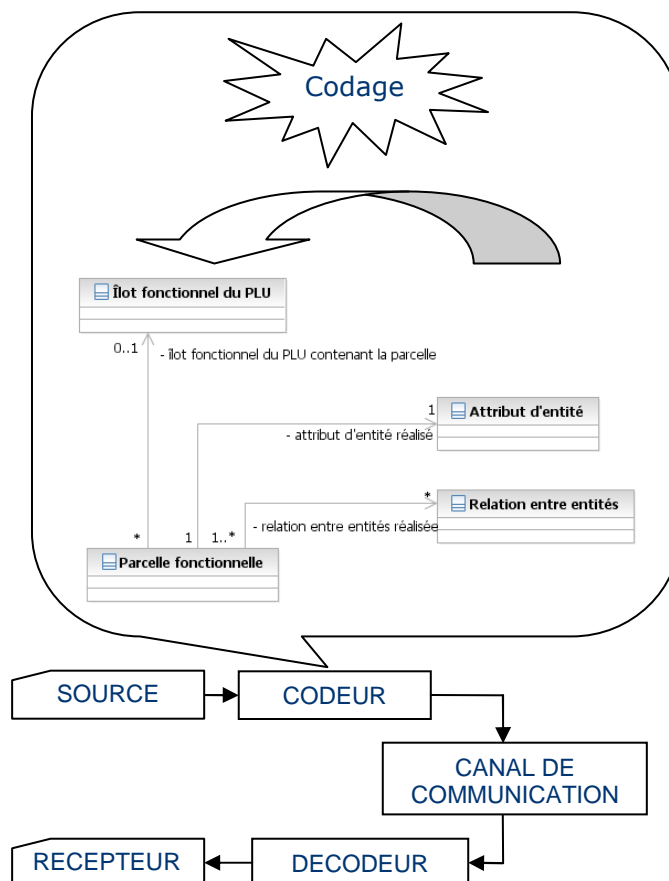 Codage
Îlot fonctionnel du PLU
0..1
- îlot fonctionnel du PLU contenant la parcelle
1
Attribut d'entité
- attribut d'entité réalisé
*
Relation entre entités
- relation entre entités réalisée
*
1
1..*
Parcelle fonctionnelle
SOURCE
CODEUR
CANAL DE
COMMUNICATION
RECEPTEUR
DECODEUR